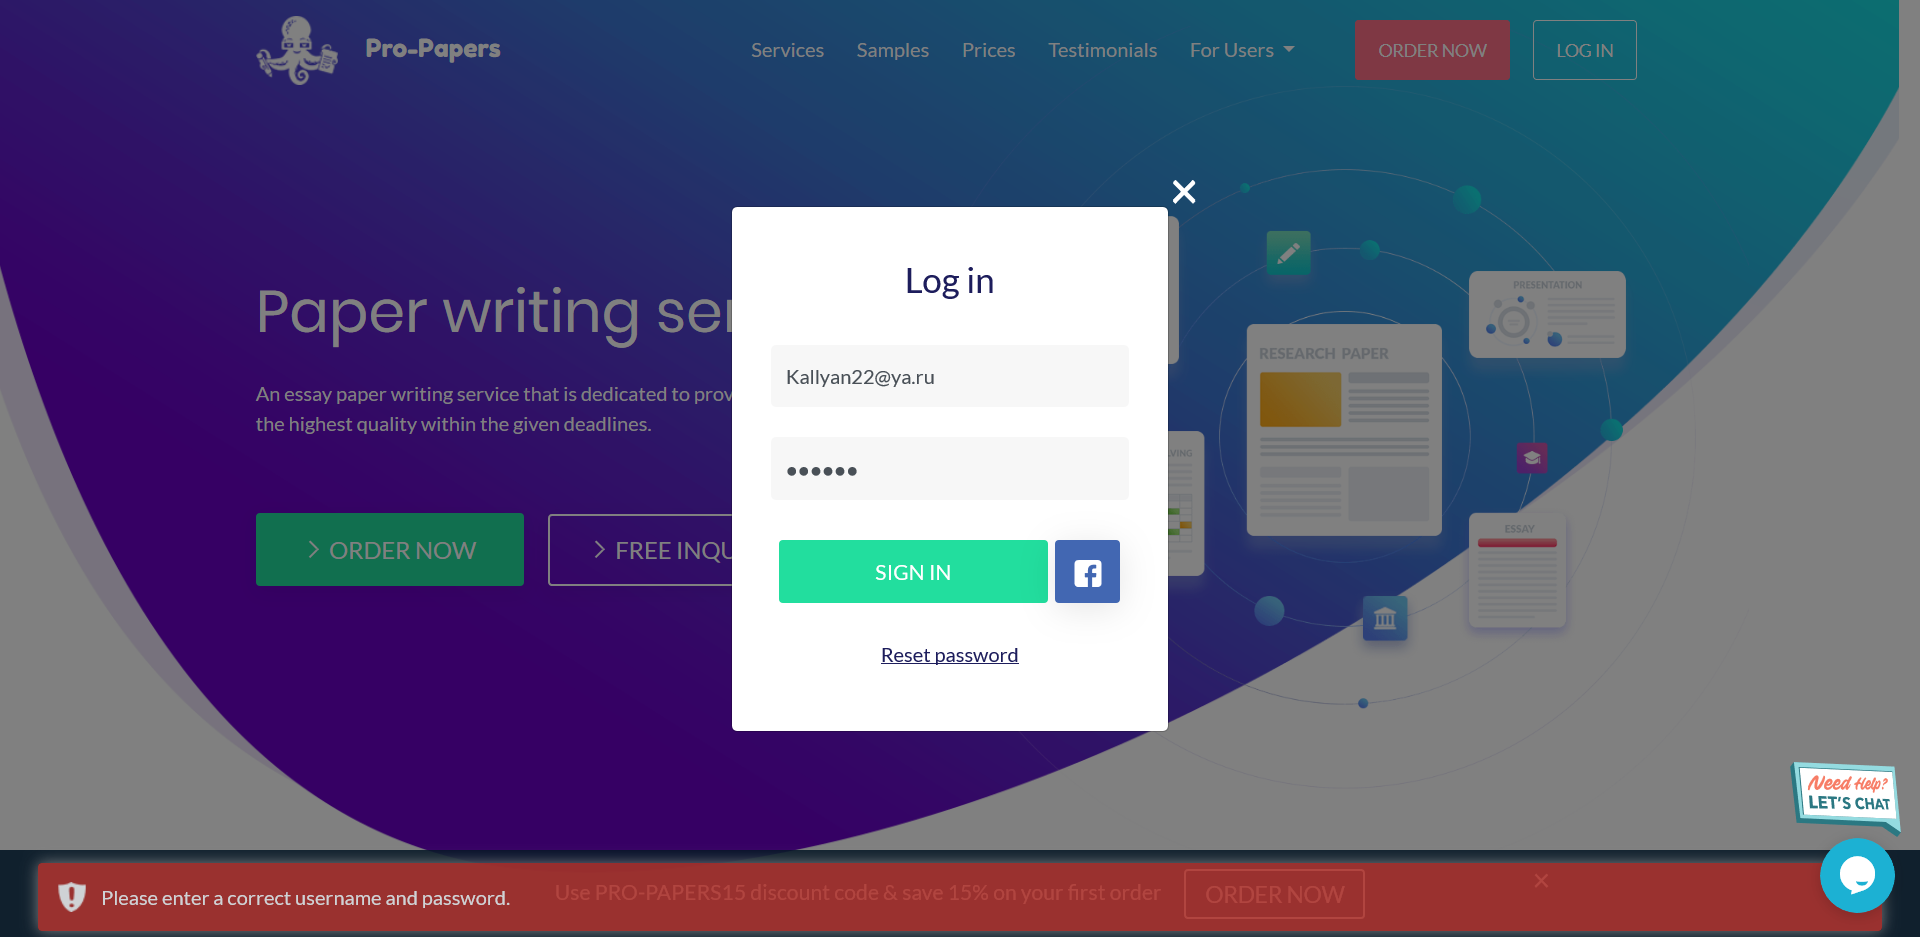 Pro-Papers
Services
Samples
Prices
Testimonials
For Users
ORDER NOW
LOG IN
Log in
Kallyan22@ya.ru
SIGN IN
Reset password
Paper writing
An essay paper writing service that is dedicated to
the highest quality within the given deadlines.
ORDER NOW
FREE
PRESENTATION
RESEARCH PAPER
ESSAY
Need Help?
LET'S CHAT
Please enter a correct username and password.
Use PRO-PAPERS15 discount code & save 15% on your first order
ORDER NOW